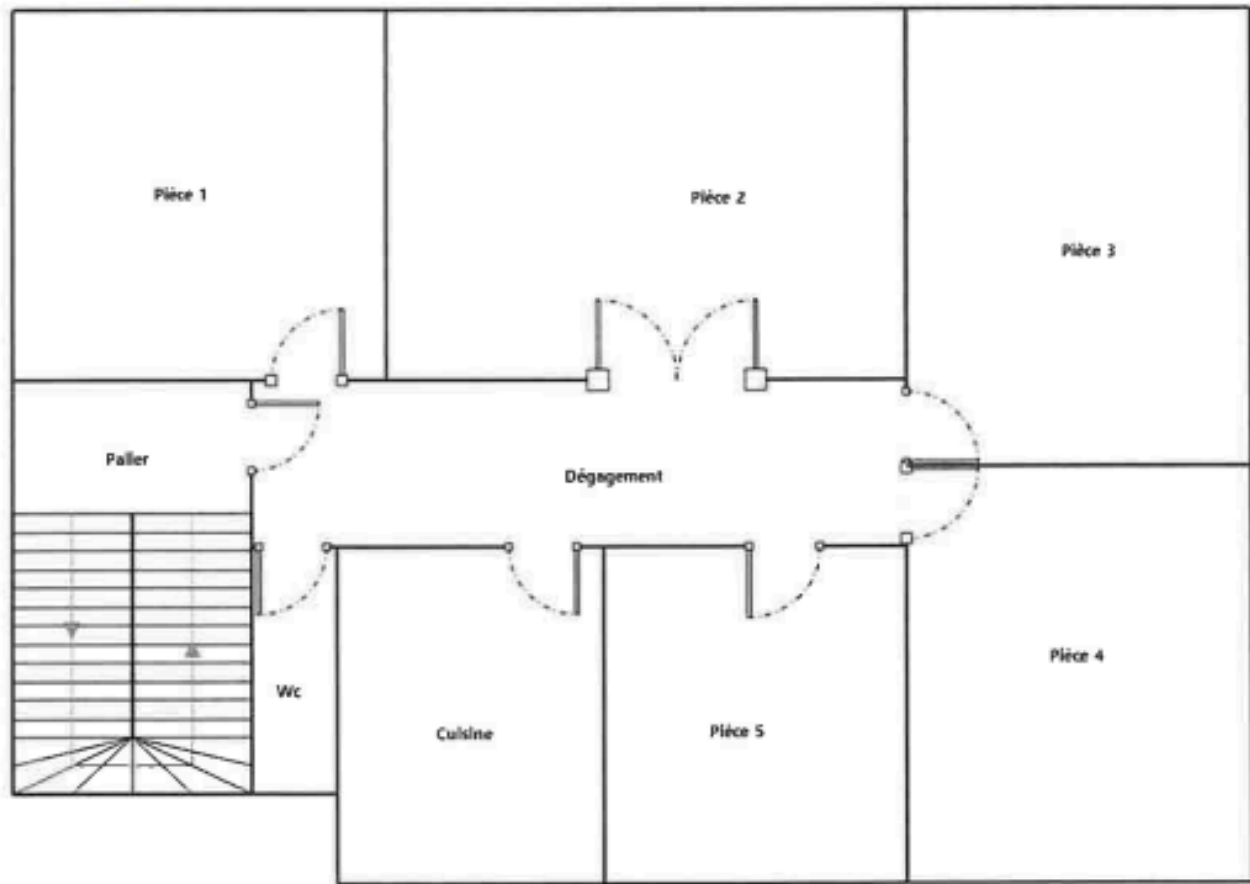 Pièce 1
Pièce 2
Pièce 3
Palier
Dégagement
Pièce 4
Wc
Cuisine
Pièce 5